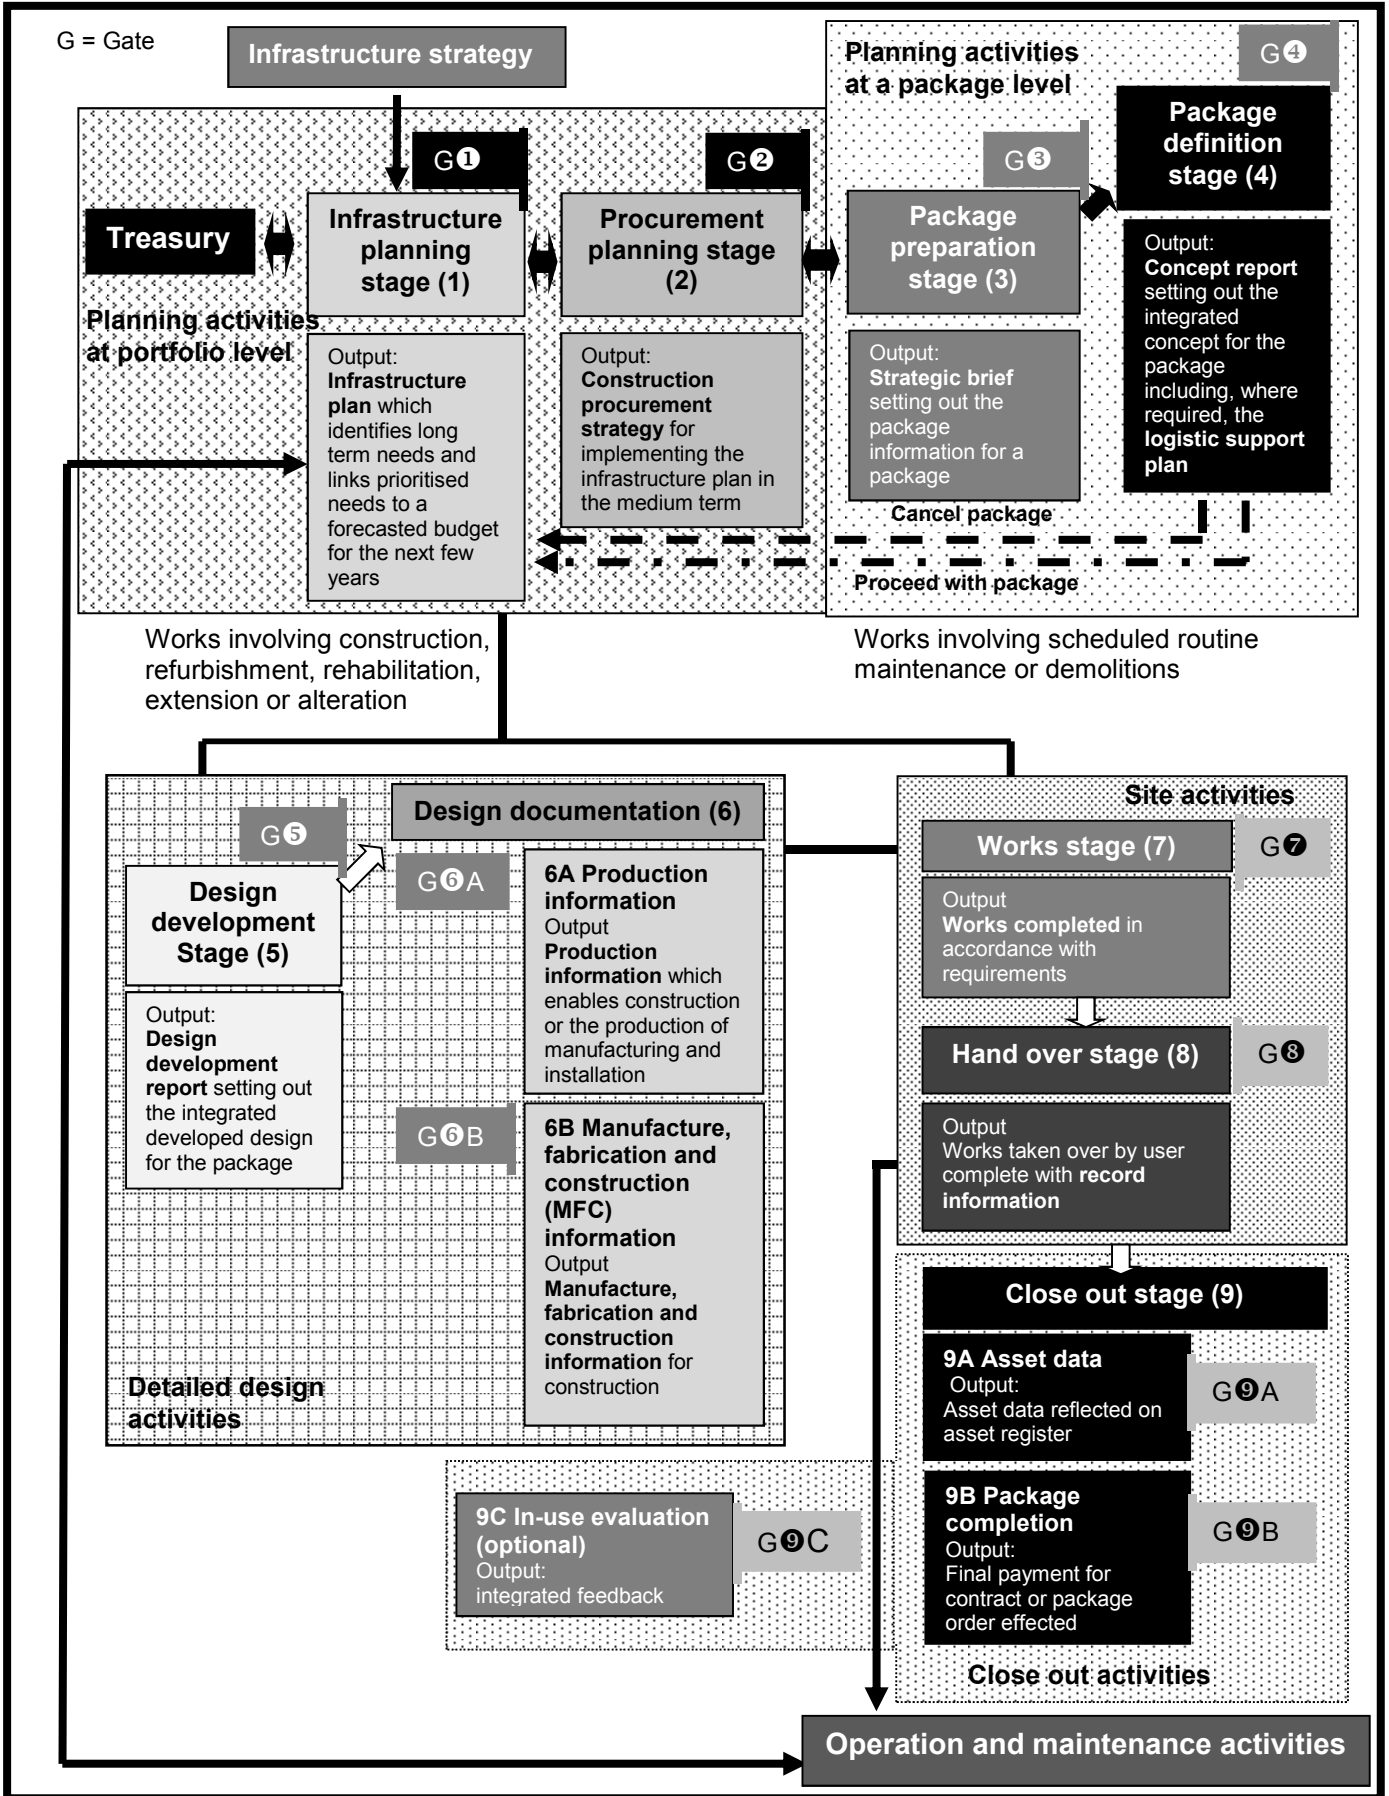 G = Gate
Infrastructure strategy
Planning activities
at a package level
G❹
Package
definition
stage (4)
G❶
G❷
G❸
Treasury
Infrastructure
planning
stage (1)
Procurement
planning stage
(2)
Package
preparation
stage (3)
Output:
Concept report
setting out the
integrated
concept for the
package
including, where
required, the
logistic support
plan
Planning activities
at portfolio level
Output:
Infrastructure
plan which
identifies long
term needs and
links prioritised
needs to a
forecasted budget
for the next few
years
Output:
Construction
procurement
strategy for
implementing the
infrastructure plan in
the medium term
Output:
Strategic brief
setting out the
package
information for a
package
Cancel package
Proceed with package
Works involving construction,
refurbishment, rehabilitation,
extension or alteration
Works involving scheduled routine
maintenance or demolitions
G❺
Design documentation (6)
Design
development
Stage (5)
Output:
Design
development
report setting out
the integrated
developed design
for the package
G❻A
6A Production
information
Output
Production
information which
enables construction
or the production of
manufacturing and
installation
G❻B
6B Manufacture,
fabrication and
construction
(MFC)
information
Output
Manufacture,
fabrication and
construction
information for
construction
Detailed design
activities
Site activities
Works stage (7)
G❼
Output
Works completed in
accordance with
requirements
Hand over stage (8)
G❽
Output
Works taken over by user
complete with record
information
Close out stage (9)
9A Asset data
Output:
Asset data reflected on
asset register
G❾A
9B Package
completion
Output:
Final payment for
contract or package
order effected
G❾B
9C In-use evaluation
(optional)
Output:
integrated feedback
G❾C
Close out activities
Operation and maintenance activities